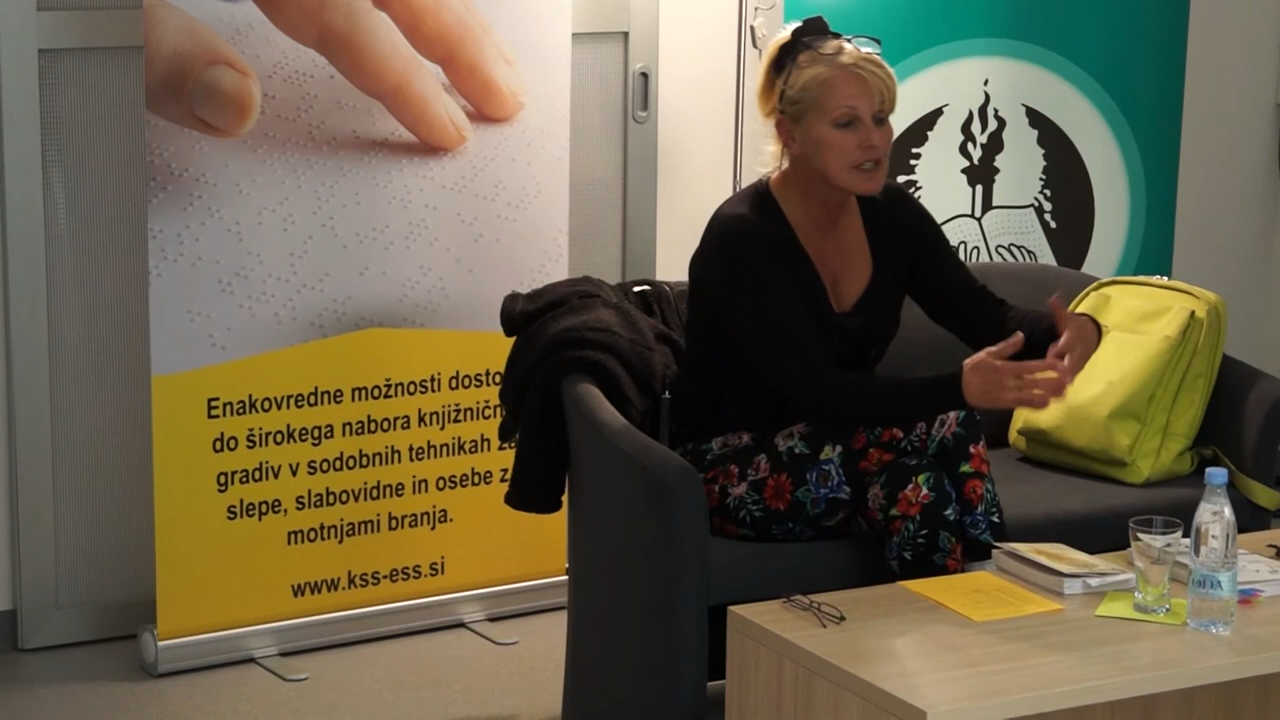 Enakovredne možnosti
do širokega nabora
gradiv v sodobnih tehnikah
slepe, slabovidne in osebe
motnjami branja.
www.kss-ess.si